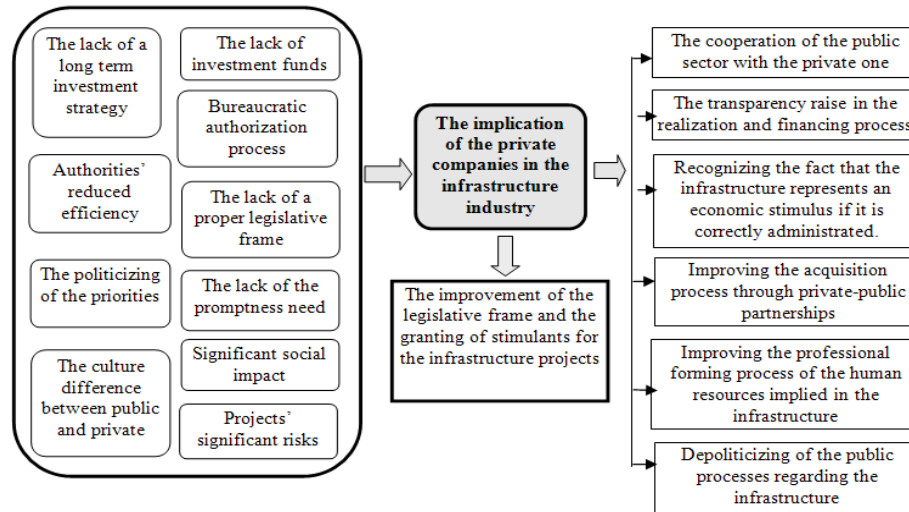 The lack of a
long term
investment
strategy
Authorities'
reduced
efficiency
The politicizing
of the priorities
The culture
difference
between public
and private
The lack of
investment funds
Bureaucratic
authorization
process
The lack of a
proper legislative
frame
The lack of the
promptness need
Significant social
impact
Projects'
significant risks
The implication
of the private
companies in the
infrastructure
industry
The improvement of the
legislative frame and the
granting of stimulants for
the infrastructure projects
The cooperation of the public
sector with the private one
The transparency raise in the
realization and financing process
Recognizing the fact that the
infrastructure represents an
economic stimulus if it is
correctly administrated.
Improving the acquisition
process through private-public
partnerships
Improving the professional
forming process of the human
resources implied in the
infrastructure
Depoliticizing of the public
processes regarding the
infrastructure